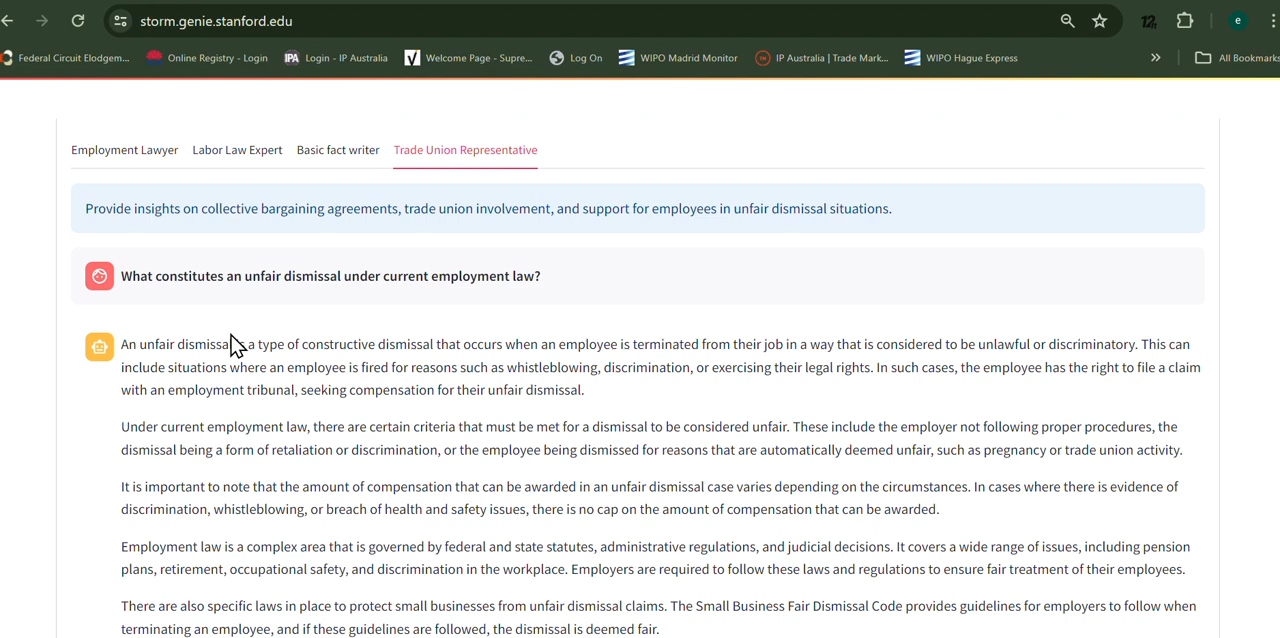 storm.genie.stanford.edu
e
Federal Circuit Elodgem...
Online Registry - Login
IPA Login - IP Australia
Welcome Page - Supre...
Log On
WIPO Madrid Monitor
IP Australia | Trade Mark...
WIPO Hague Express
All Bookmarks
Employment Lawyer Labor Law Expert Basic fact writer Trade Union Representative
Provide insights on collective bargaining agreements, trade union involvement, and support for employees in unfair dismissal situations.
What constitutes an unfair dismissal under current employment law?
An unfair dismissal a type of constructive dismissal that occurs when an employee is terminated from their job in a way that is considered to be unlawful or discriminatory. This can
include situations where an employee is fired for reasons such as whistleblowing, discrimination, or exercising their legal rights. In such cases, the employee has the right to file a claim
with an employment tribunal, seeking compensation for their unfair dismissal.
Under current employment law, there are certain criteria that must be met for a dismissal to be considered unfair. These include the employer not following proper procedures, the
dismissal being a form of retaliation or discrimination, or the employee being dismissed for reasons that are automatically deemed unfair, such as pregnancy or trade union activity.
It is important to note that the amount of compensation that can be awarded in an unfair dismissal case varies depending on the circumstances. In cases where there is evidence of
discrimination, whistleblowing, or breach of health and safety issues, there is no cap on the amount of compensation that can be awarded.
Employment law is a complex area that is governed by federal and state statutes, administrative regulations, and judicial decisions. It covers a wide range of issues, including pension
plans, retirement, occupational safety, and discrimination in the workplace. Employers are required to follow these laws and regulations to ensure fair treatment of their employees.
There are also specific laws in place to protect small businesses from unfair dismissal claims. The Small Business Fair Dismissal Code provides guidelines for employers to follow when
terminating an employee, and if these guidelines are followed, the dismissal is deemed fair.